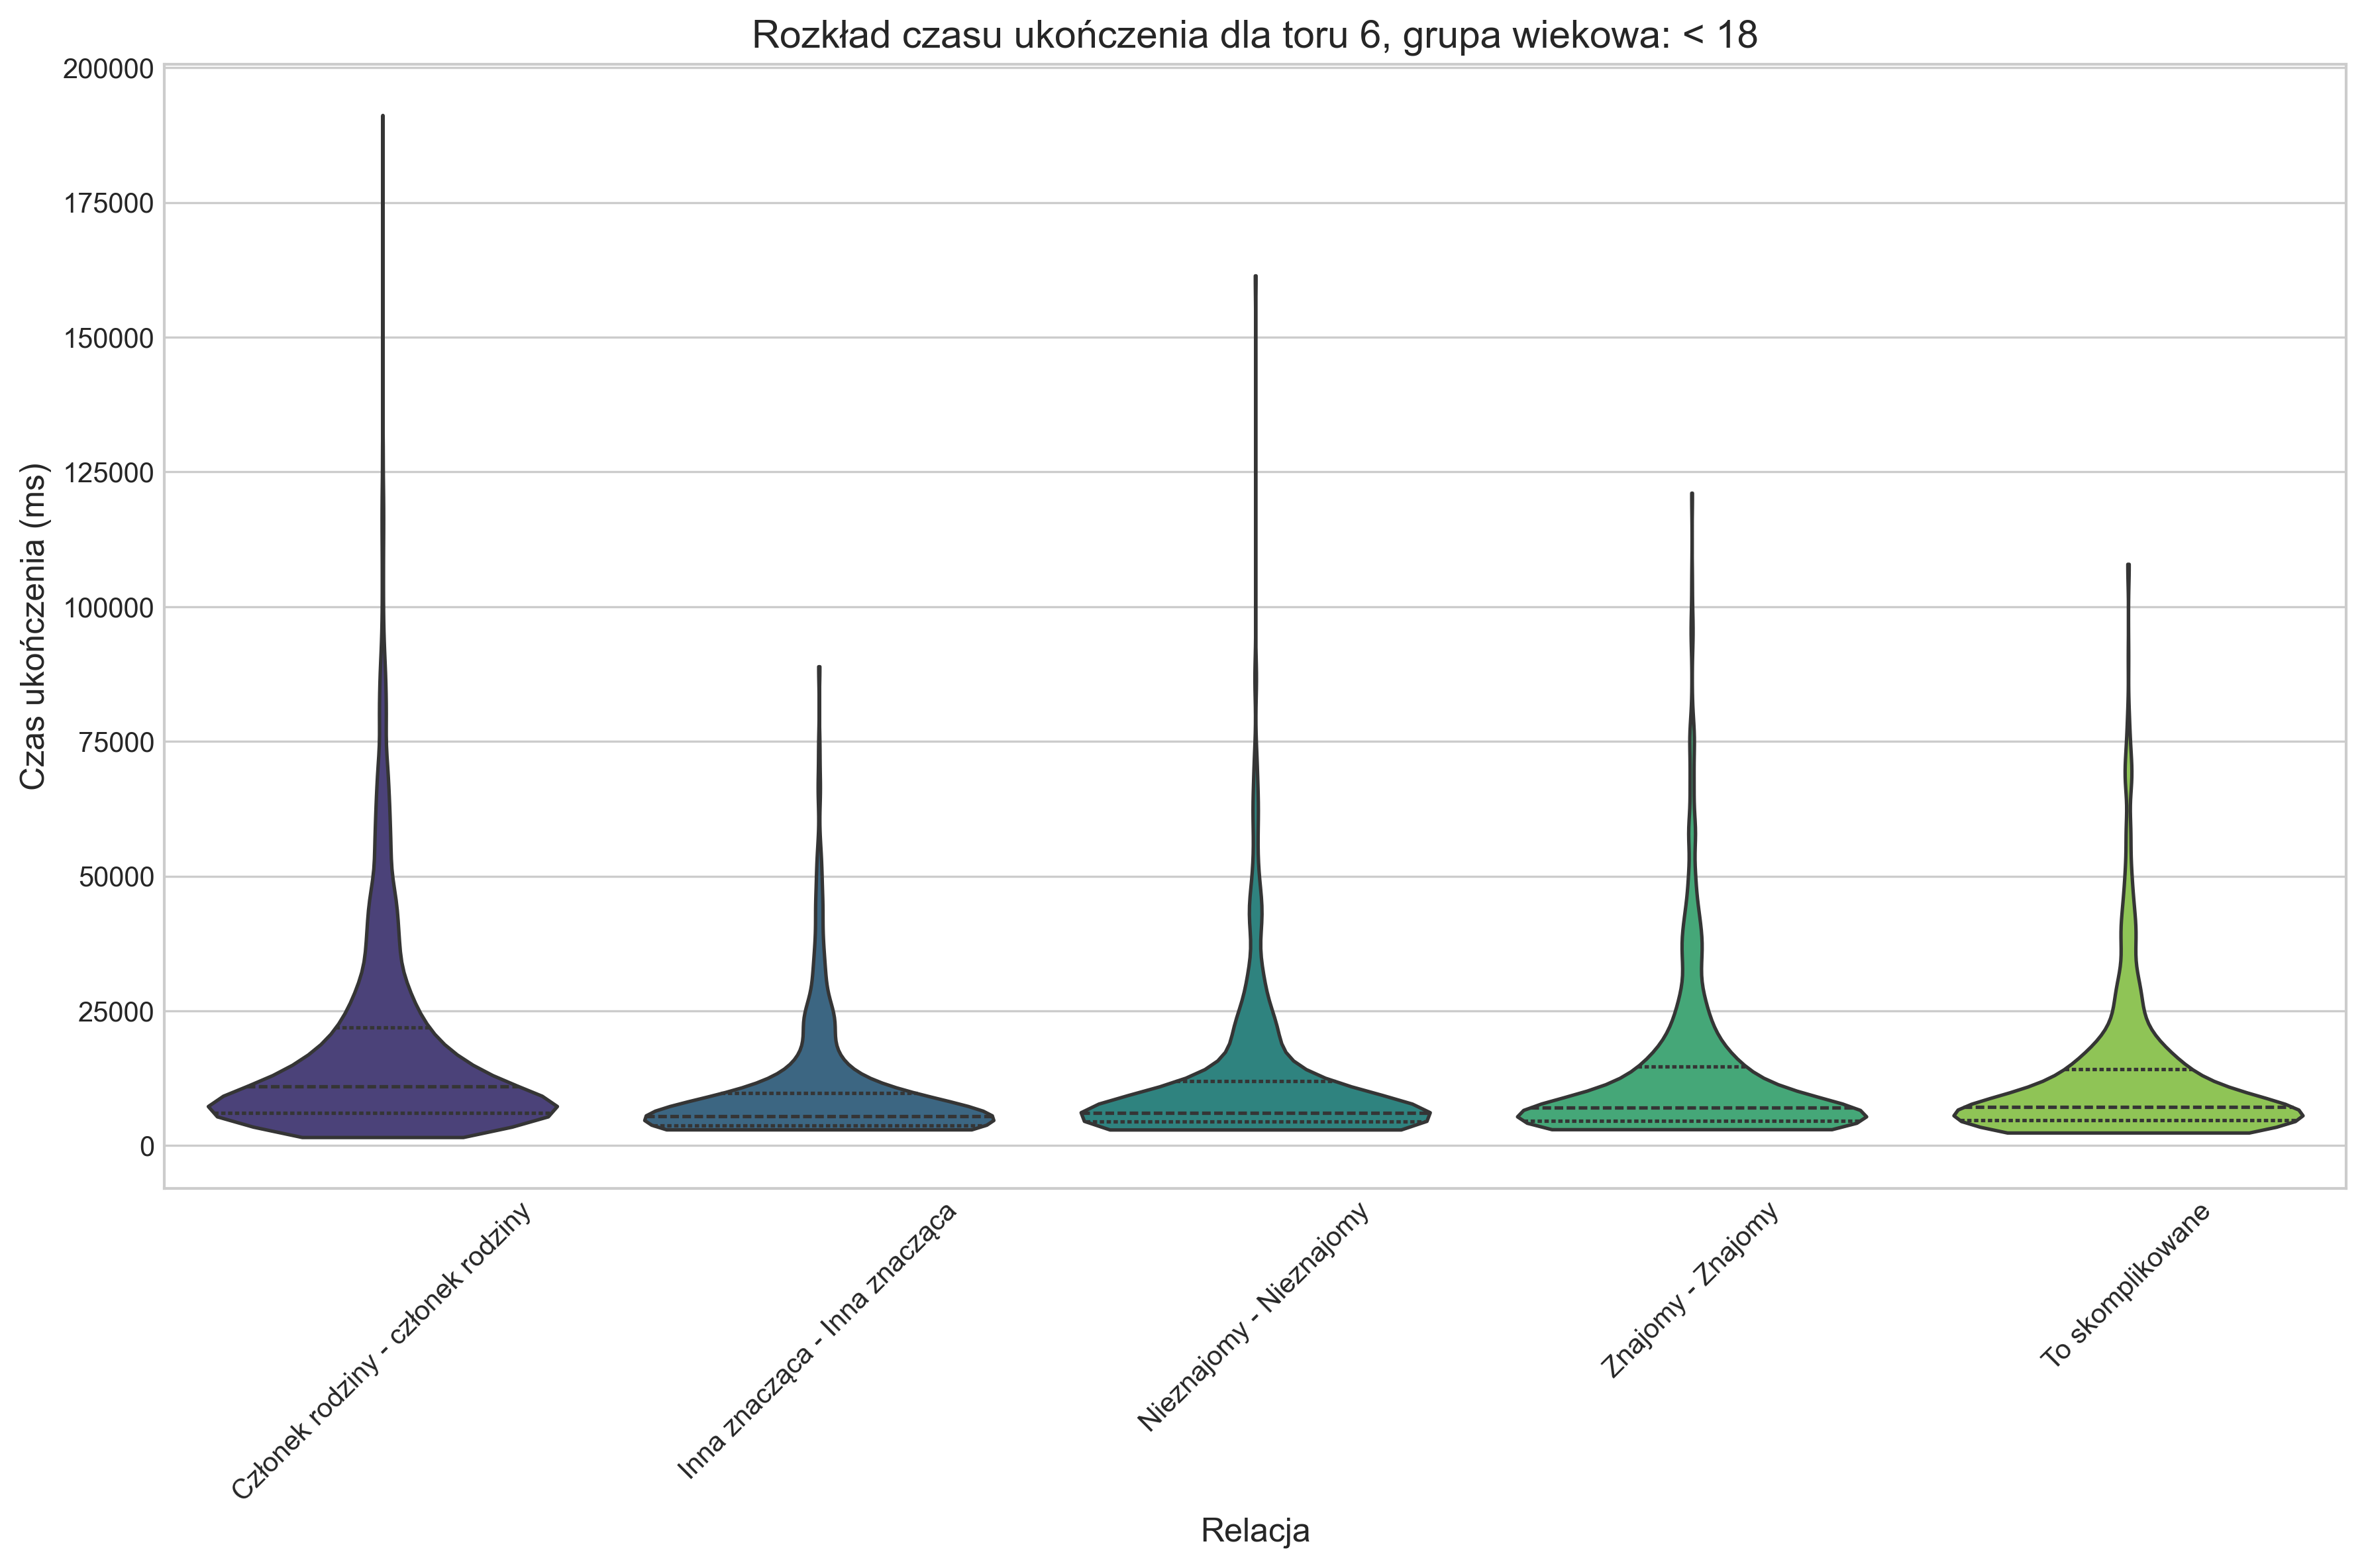 Rozkład czasu ukończenia dla toru 6, grupa wiekowa: < 18
Czas ukończenia (ms)
200000
175000
150000
125000
100000
75000
50000
25000
0
Członek rodziny - członek rodziny
Inna znacząca - Inna znacząca
Nieznajomy - Nieznajomy
Znajomy - Znajomy
To skomplikowane
Relacja